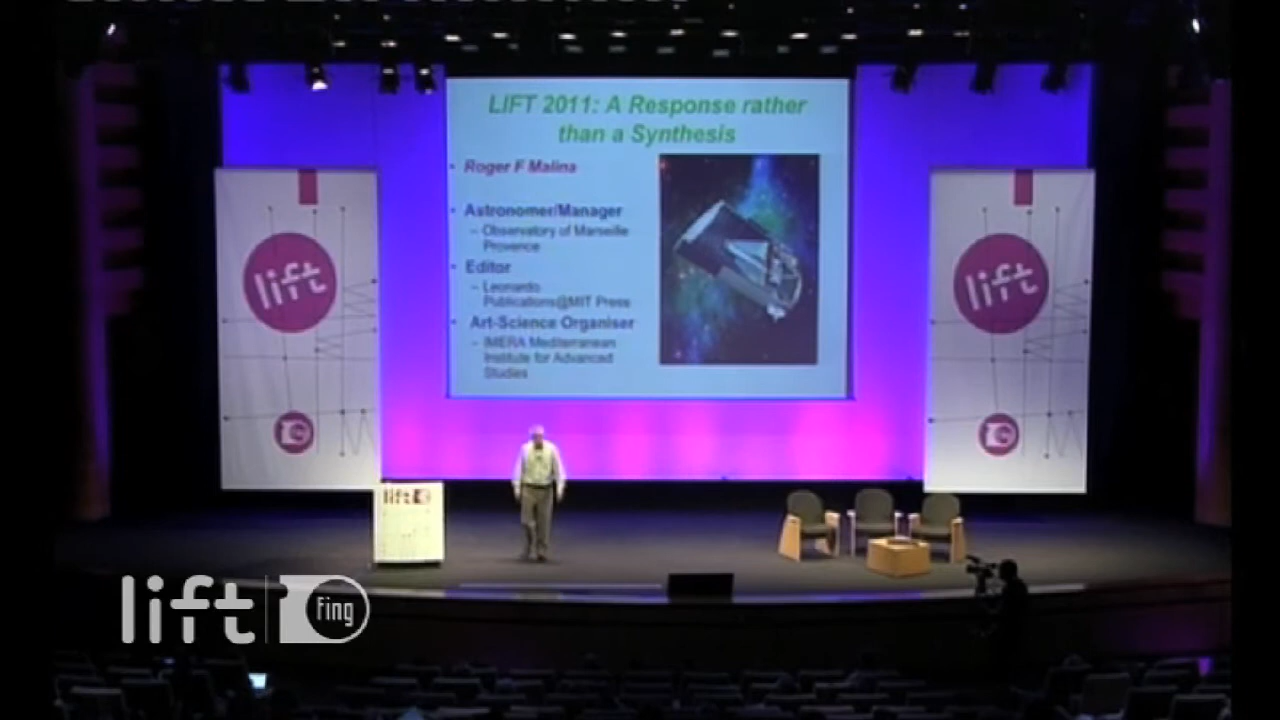 LIFT 2011: A Response rather
than a Synthesis
• Roger F Malina
• Astronomer/Manager
– Observatory of Marseille
Provence
• Editor
– Leonardo
Publications@MIT Press
• Art-Science Organiser
– IMERA Mediterranean
Institute for Advanced
Studies
lift
lift
lift
lift Fing